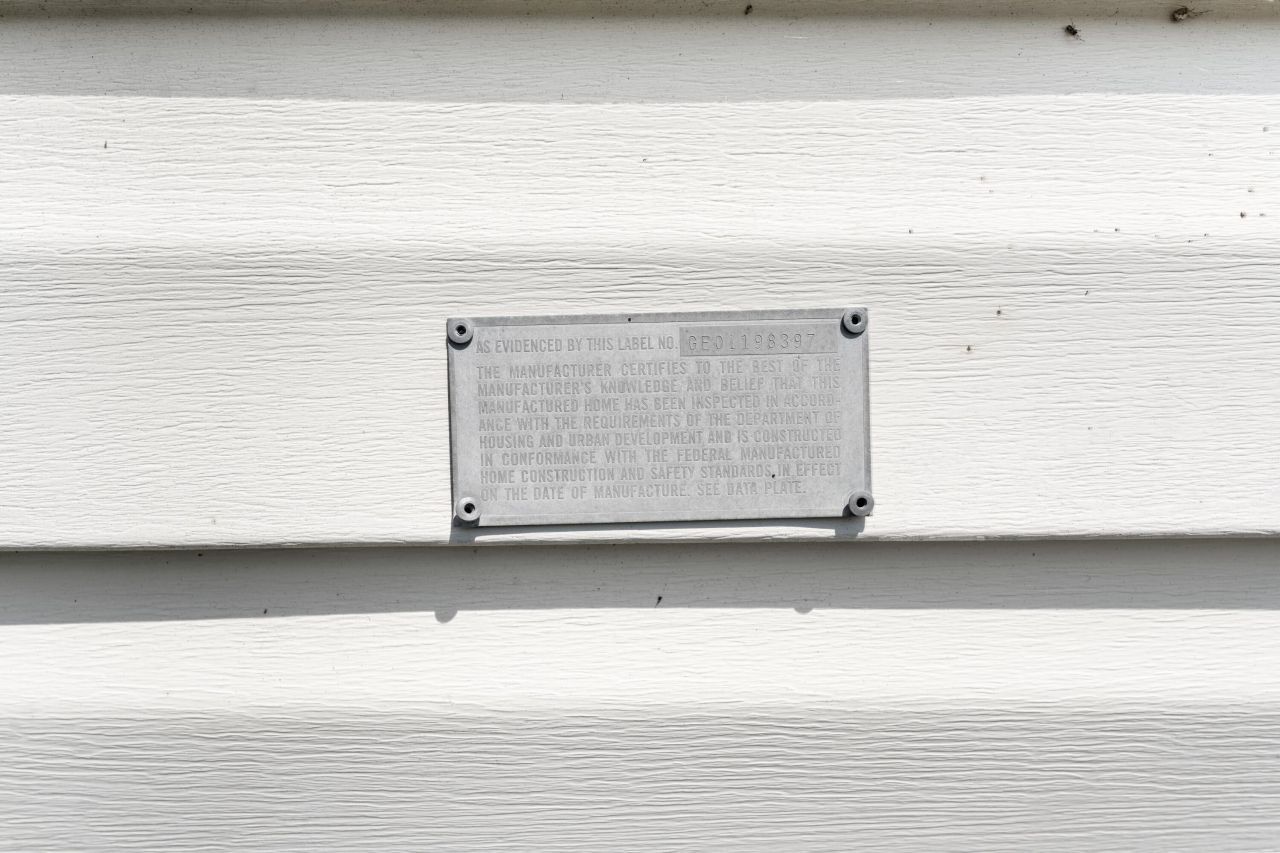 AS EVIDENCED BY THIS LABEL NO. GEO1198397
THE MANUFACTURER CERTIFIES TO THE BEST OF THE
MANUFACTURER'S KNOWLEDGE AND BELIEF THAT THIS
MANUFACTURED HOME HAS BEEN INSPECTED IN ACCORD-
ANCE WITH THE REQUIREMENTS OF THE DEPARTMENT OF
HOUSING AND URBAN DEVELOPMENT AND IS CONSTRUCTED
IN CONFORMANCE WITH THE FEDERAL MANUFACTURED
HOME CONSTRUCTION AND SAFETY STANDARDS IN EFFECT
ON THE DATE OF MANUFACTURE. SEE DATA PLATE.